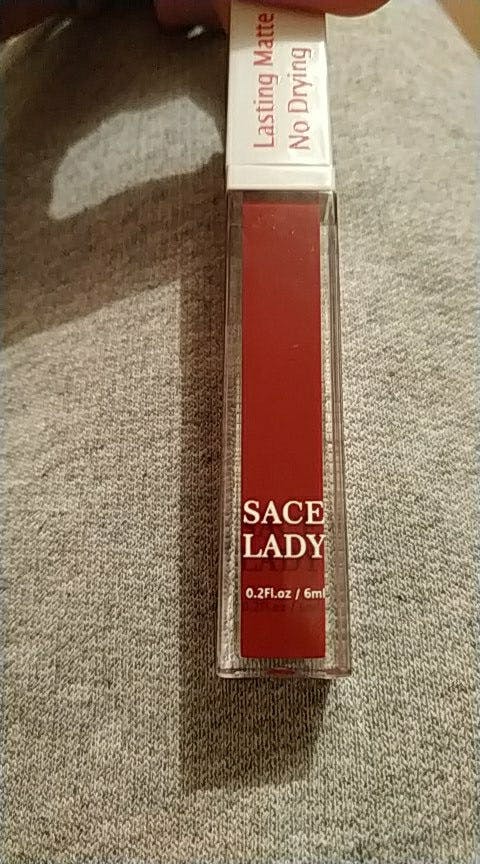 Lasting Matte
No Drying
SACE
LADY
0.2Fl.oz / 6ml